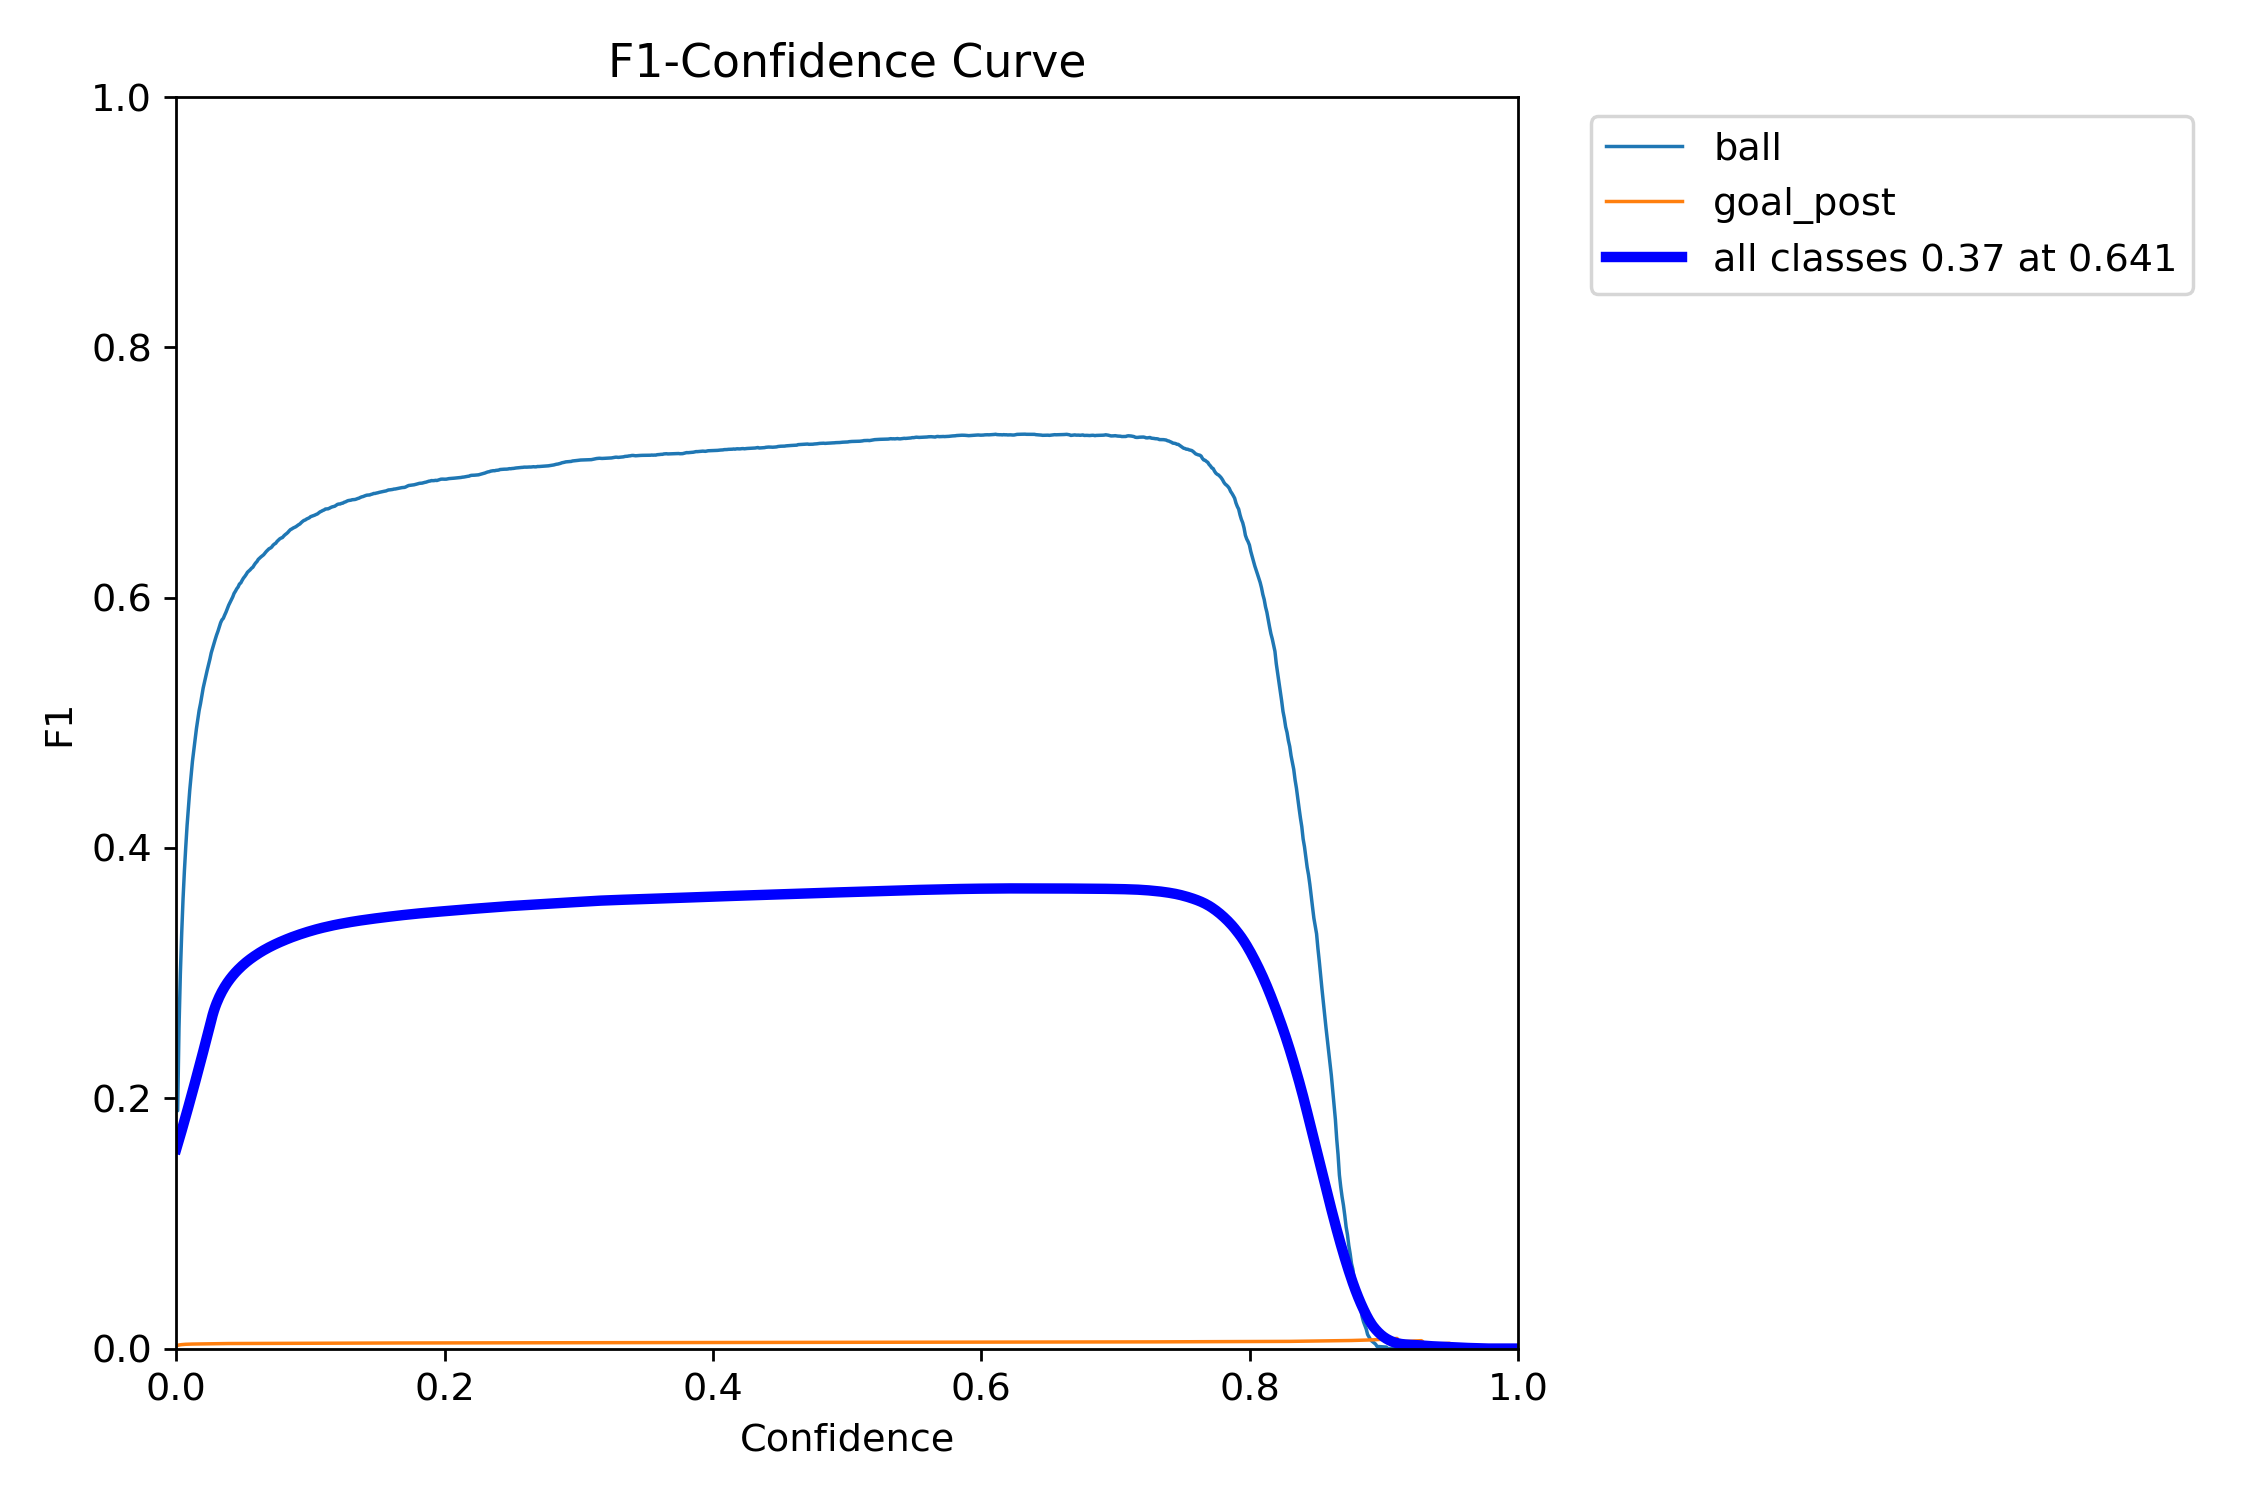 F1-Confidence Curve
1.0
0.8
0.6
0.4
0.2
0.0
F1
0.0 0.2 0.4 0.6 0.8 1.0
Confidence
ball
goal_post
all classes 0.37 at 0.641